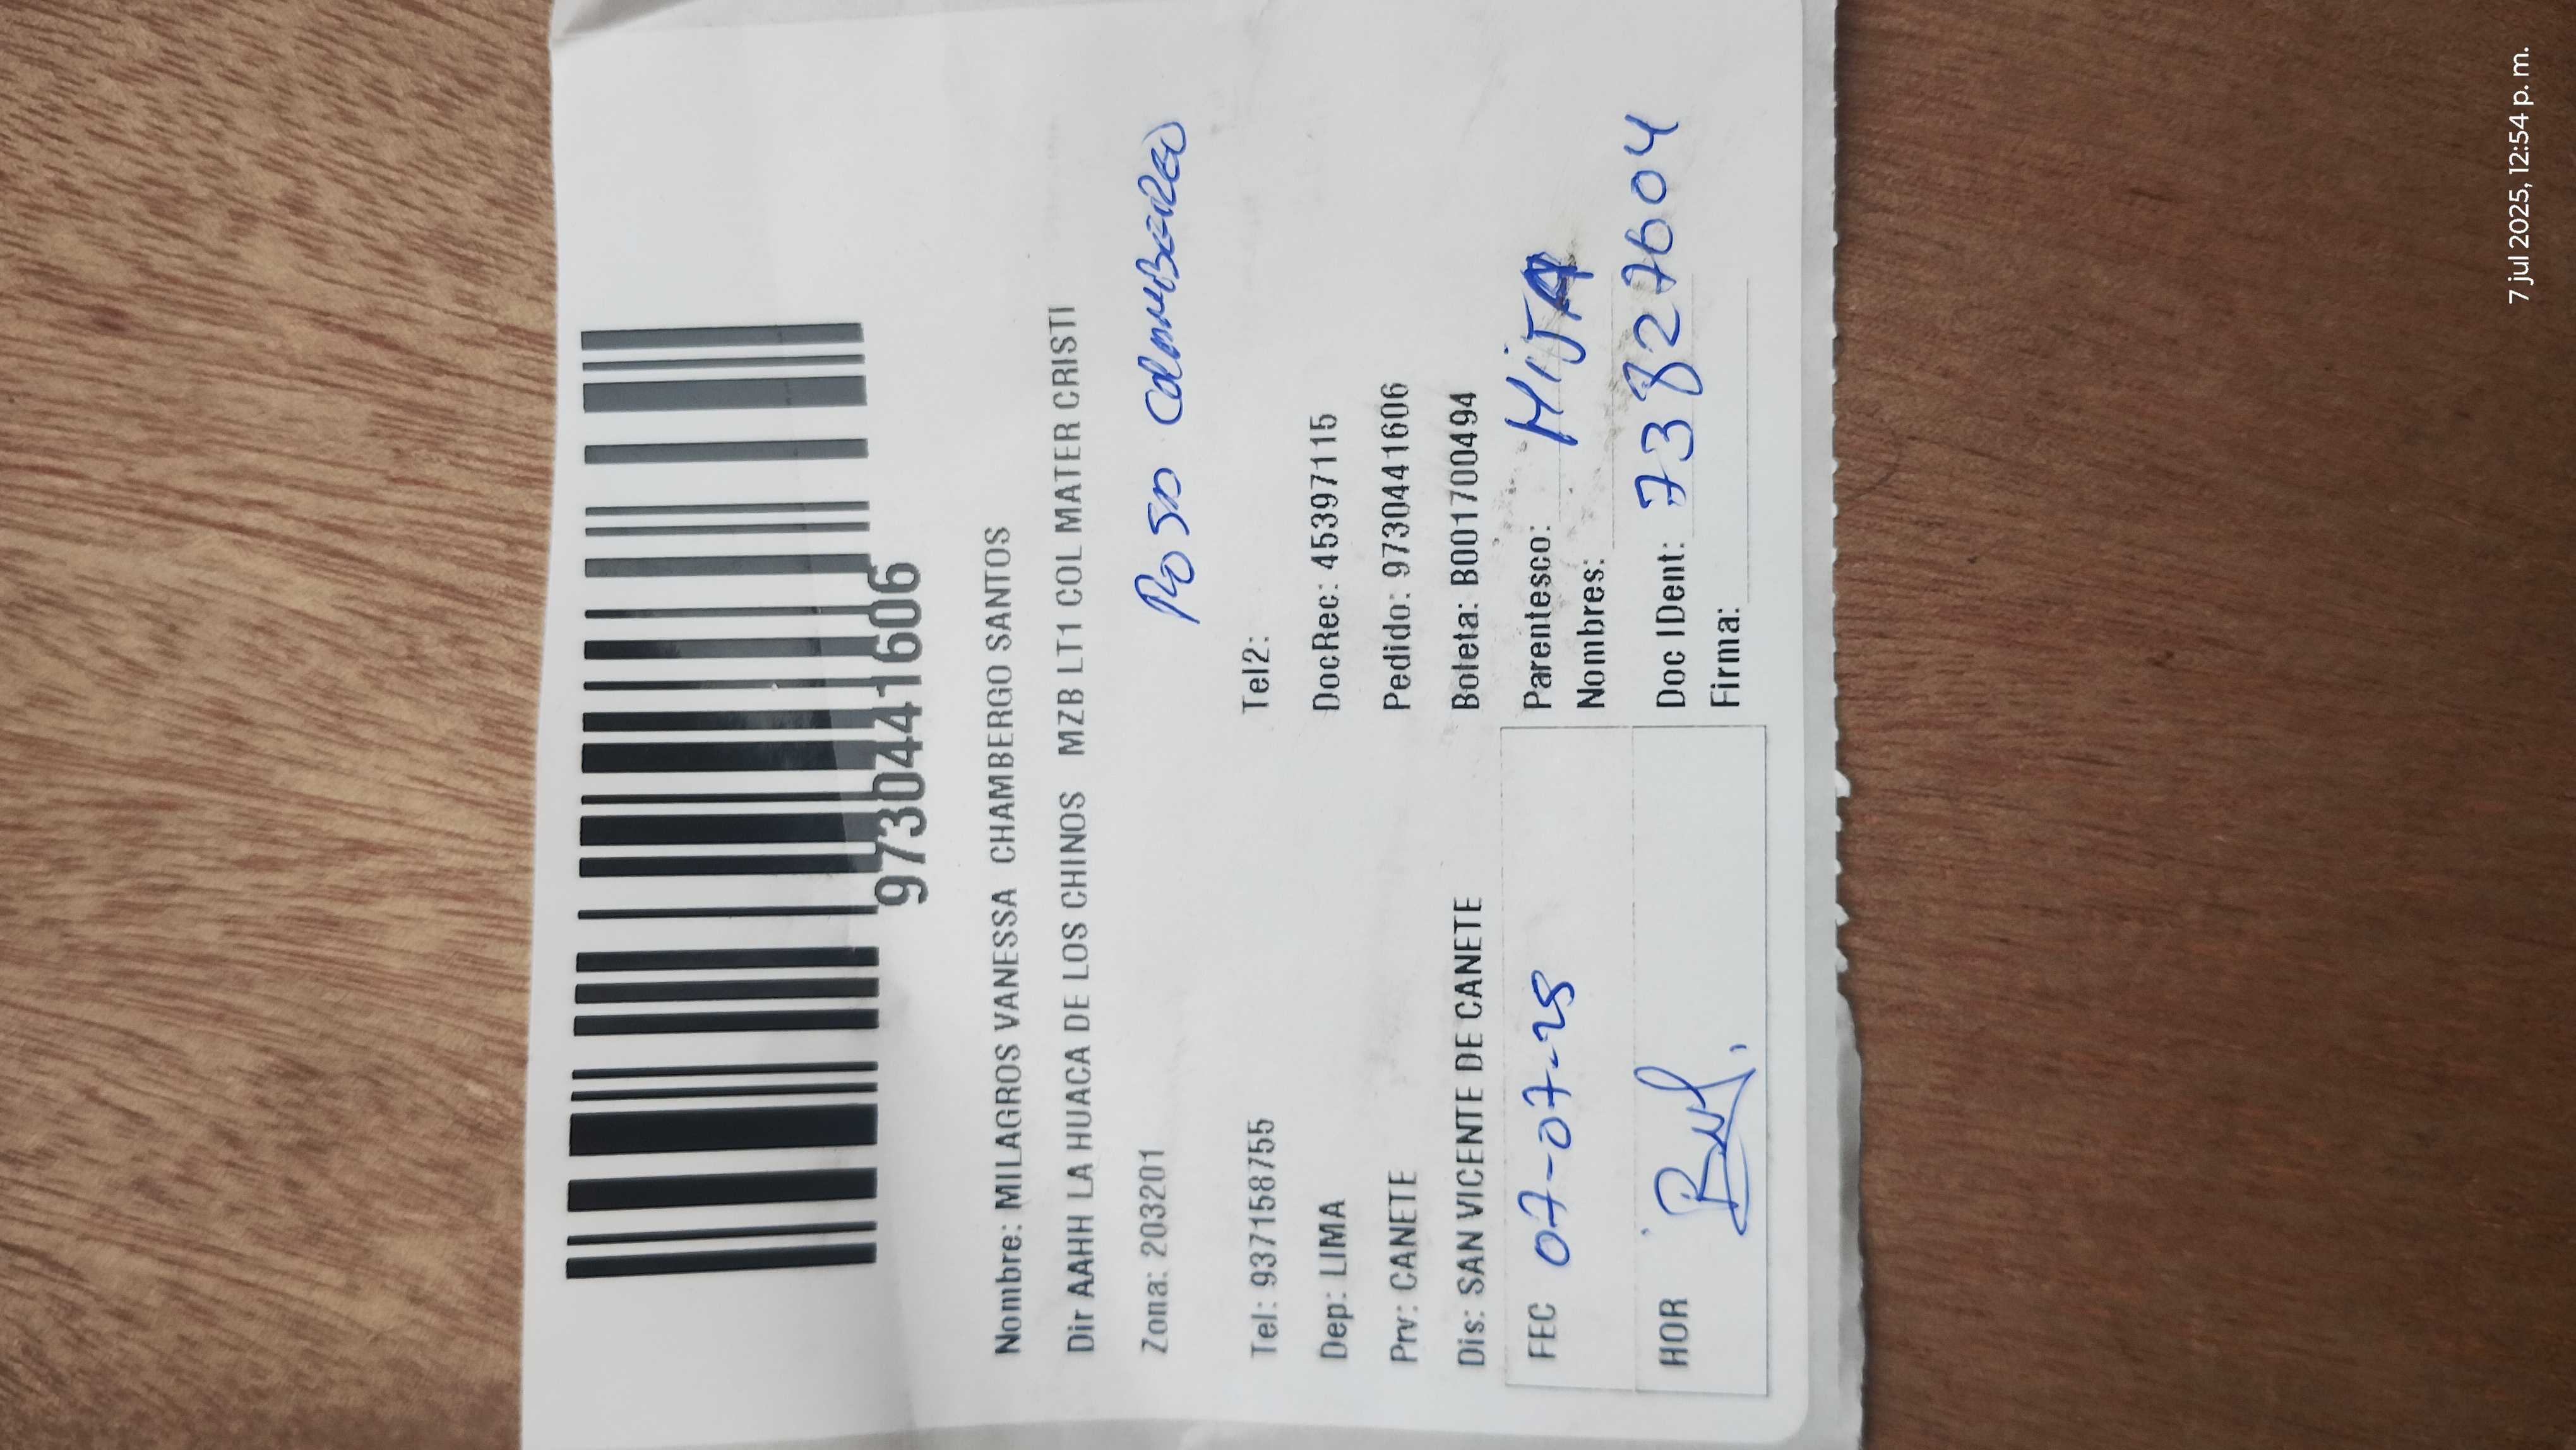 9730441606
Nombre: MILAGROS VANESSA CHAMBERGO SANTOS
Dir AAHH LA HUACA DE LOS CHINOS MZB LT1 COL MATER CRISTI
Zona: 203201
Tel: 937158755 Tel2:
Dep: LIMA DocRec: 45397115
Prv: CANETE Pedido: 9730441606
Dis: SAN VICENTE DE CANETE Boleta: B001700494
FEC 07-07-25 Parentesco: HIJA
Nombres:
HOR Doc IDent: 73827604
Firma:
7 jul 2025, 12:54 p. m.